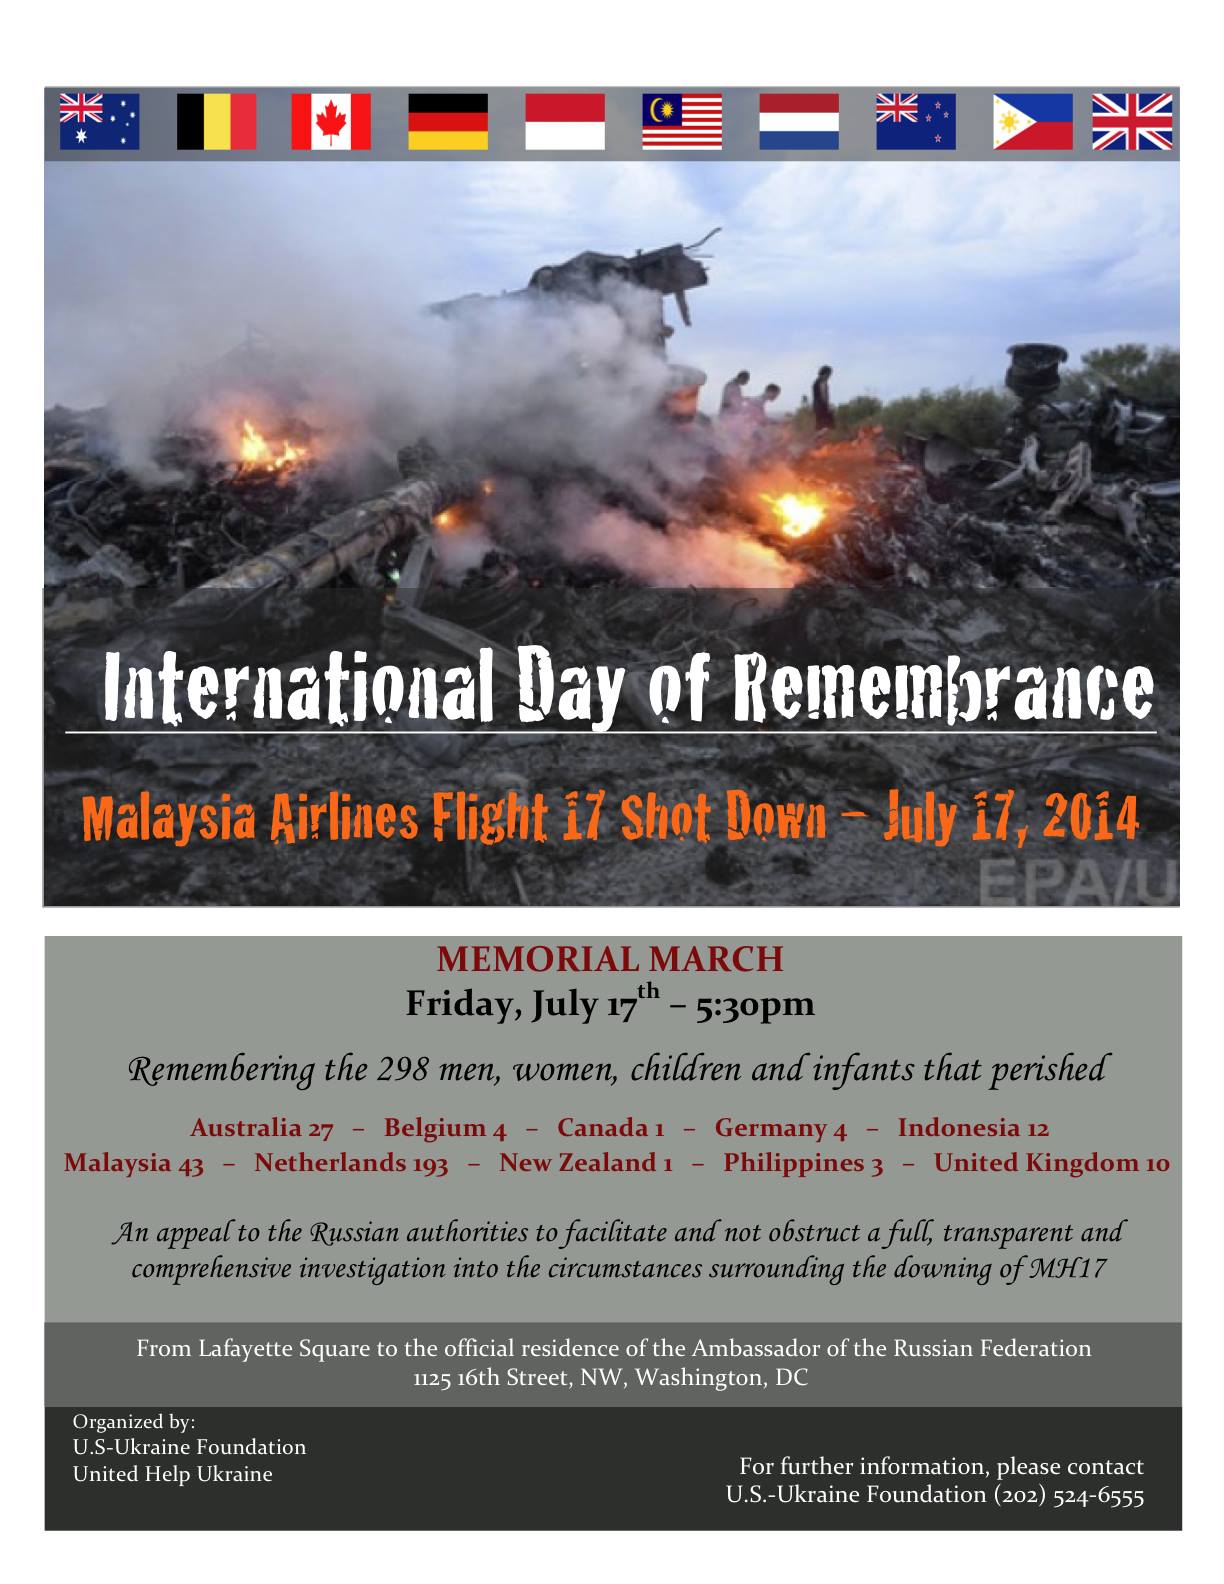 International Day of Remembrance
Malaysia Airlines Flight 17 Shot Down – July 17, 2014
EPA/U
MEMORIAL MARCH
Friday, July 17th – 5:30pm
Remembering the 298 men, women, children and infants that perished
Australia 27 – Belgium 4 – Canada 1 – Germany 4 – Indonesia 12
Malaysia 43 – Netherlands 193 – New Zealand 1 – Philippines 3 – United Kingdom 10
An appeal to the Russian authorities to facilitate and not obstruct a full, transparent and
comprehensive investigation into the circumstances surrounding the downing of MH17
From Lafayette Square to the official residence of the Ambassador of the Russian Federation
1125 16th Street, NW, Washington, DC
Organized by:
U.S-Ukraine Foundation
United Help Ukraine
For further information, please contact
U.S.-Ukraine Foundation (202) 524-6555